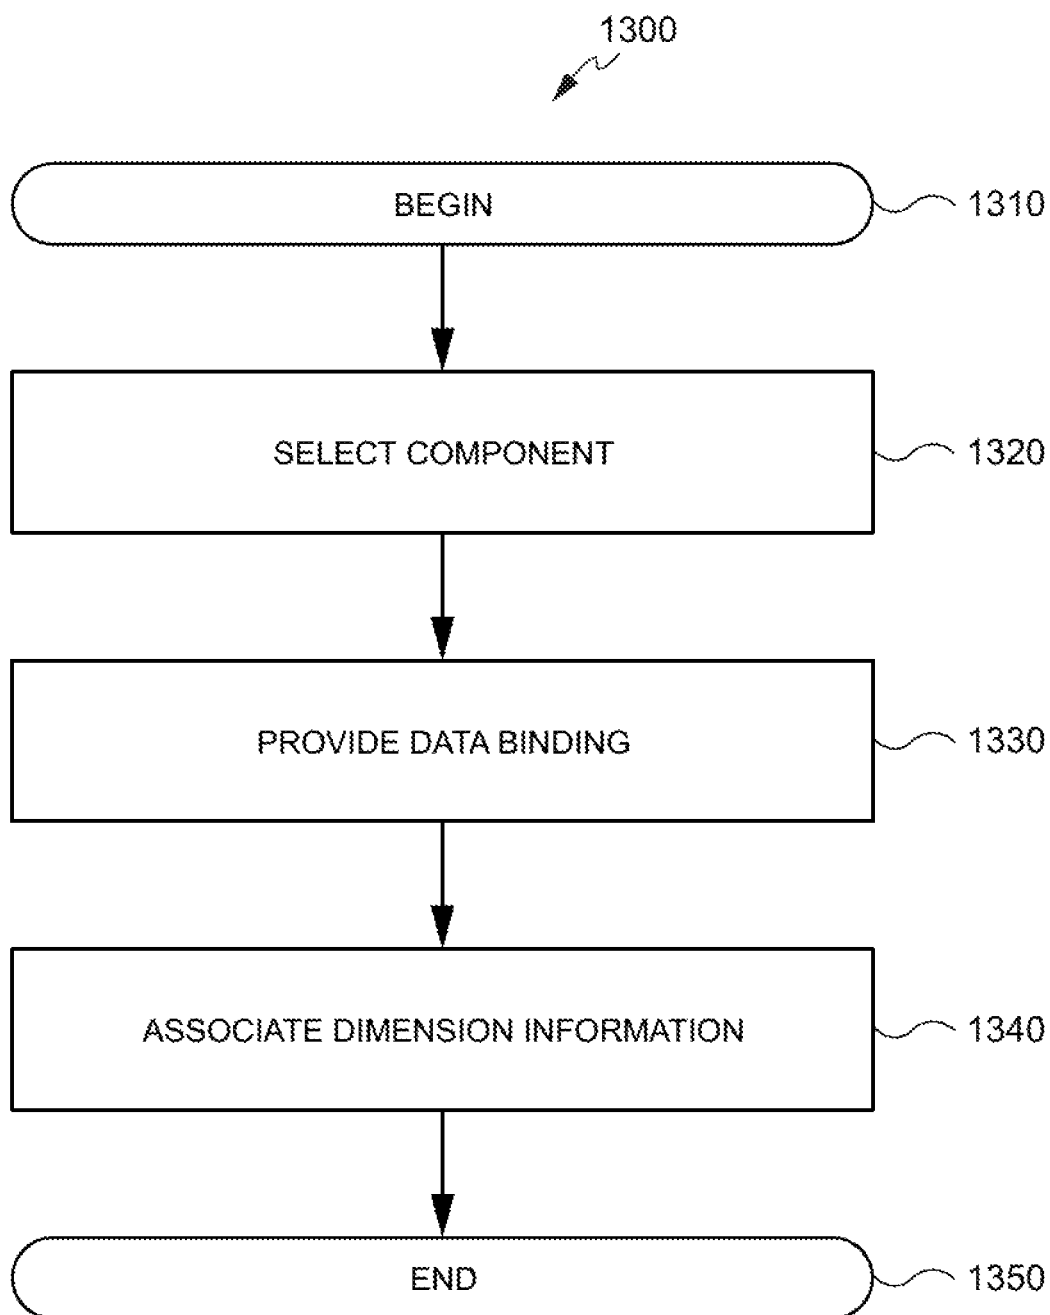 1300
BEGIN
1310
SELECT COMPONENT
1320
PROVIDE DATA BINDING
1330
ASSOCIATE DIMENSION INFORMATION
1340
END
1350